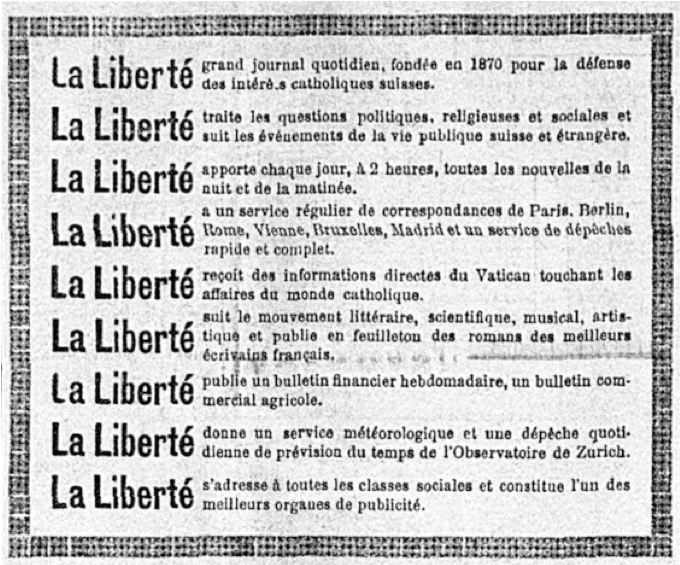 La Liberté grand journal quotidien, fondée en 1870 pour la défense
des intérê.s catholiques suisses.
La Liberté traite les questions politiques, religieuses et sociales et
suit les événements de la vie publique suisse et étrangère.
La Liberté apporte chaque jour, à 2 heures, toutes les nouvelles de la
nuit et de la matinée.
a un service régulier de correspondances de Paris, Berlin,
La Liberté Rome, Vienne, Bruxelles, Madrid et un service de dépêches
rapide et complet.
La Liberté reçoit des informations directes du Vatican touchant les
affaires du monde catholique.
suit le mouvement littéraire, scientifique, musical, artis-
La Liberté tique et publie en feuilleton des romans des meilleurs
écrivains français.
La Liberté publie un bulletin financier hebdomadaire, un bulletin com-
mercial agricole.
La Liberté donne un service météorologique et une dépêche quoti-
dienne de prévision du temps de l'Observatoire de Zurich.
La Liberté s'adresse à toutes les classes sociales et constitue l'un des
meilleurs organes de publicité.